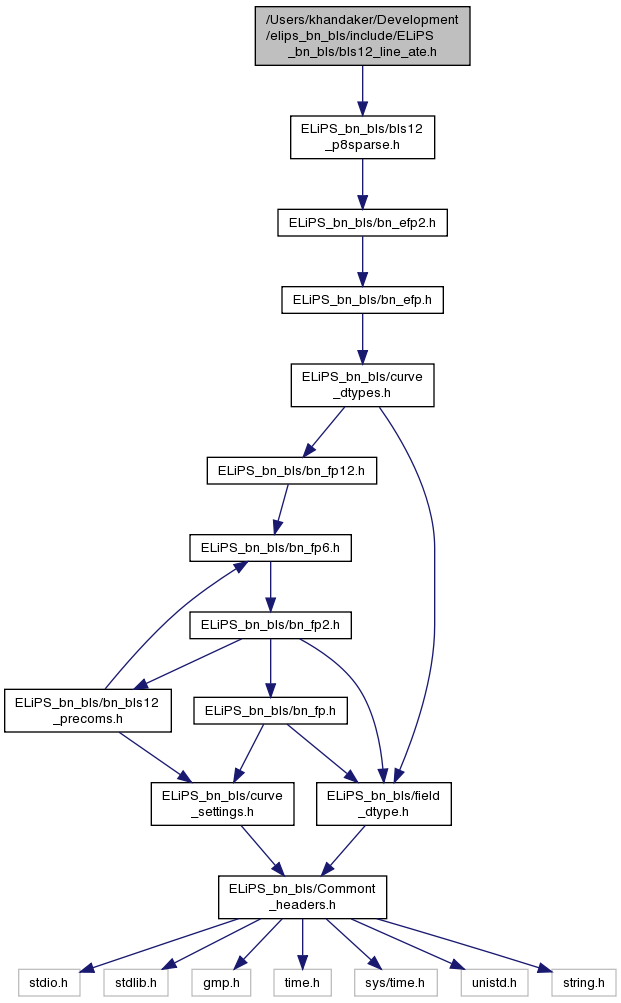 /Users/khandaker/Development
/elips_bn_bls/include/ELiPS
_bn_bls/bls12_line_ate.h
ELiPS_bn_bls/bls12
_p8sparse.h
ELiPS_bn_bls/bn_efp2.h
ELiPS_bn_bls/bn_efp.h
ELiPS_bn_bls/curve
_dtypes.h
ELiPS_bn_bls/bn_fp12.h
ELiPS_bn_bls/bn_fp6.h
ELiPS_bn_bls/bn_fp2.h
ELiPS_bn_bls/bn_bls12
_precoms.h
ELiPS_bn_bls/bn_fp.h
ELiPS_bn_bls/curve
_settings.h
ELiPS_bn_bls/field
_dtype.h
ELiPS_bn_bls/Commont
_headers.h
stdio.h
stdlib.h
gmp.h
time.h
sys/time.h
unistd.h
string.h